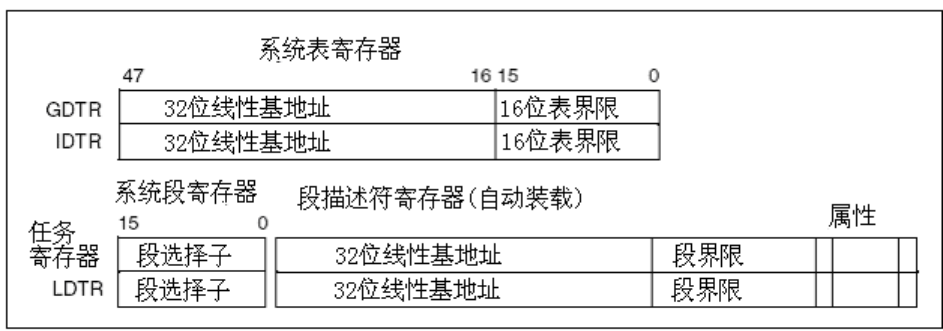 系统表寄存器
47 16 15 0
GDTR 32位线性基地址 16位表界限
IDTR 32位线性基地址 16位表界限
系统段寄存器 段描述符寄存器(自动装载)
15 0 属性
任务
寄存器 段选择子 32位线性基地址 段界限
LDTR 段选择子 32位线性基地址 段界限